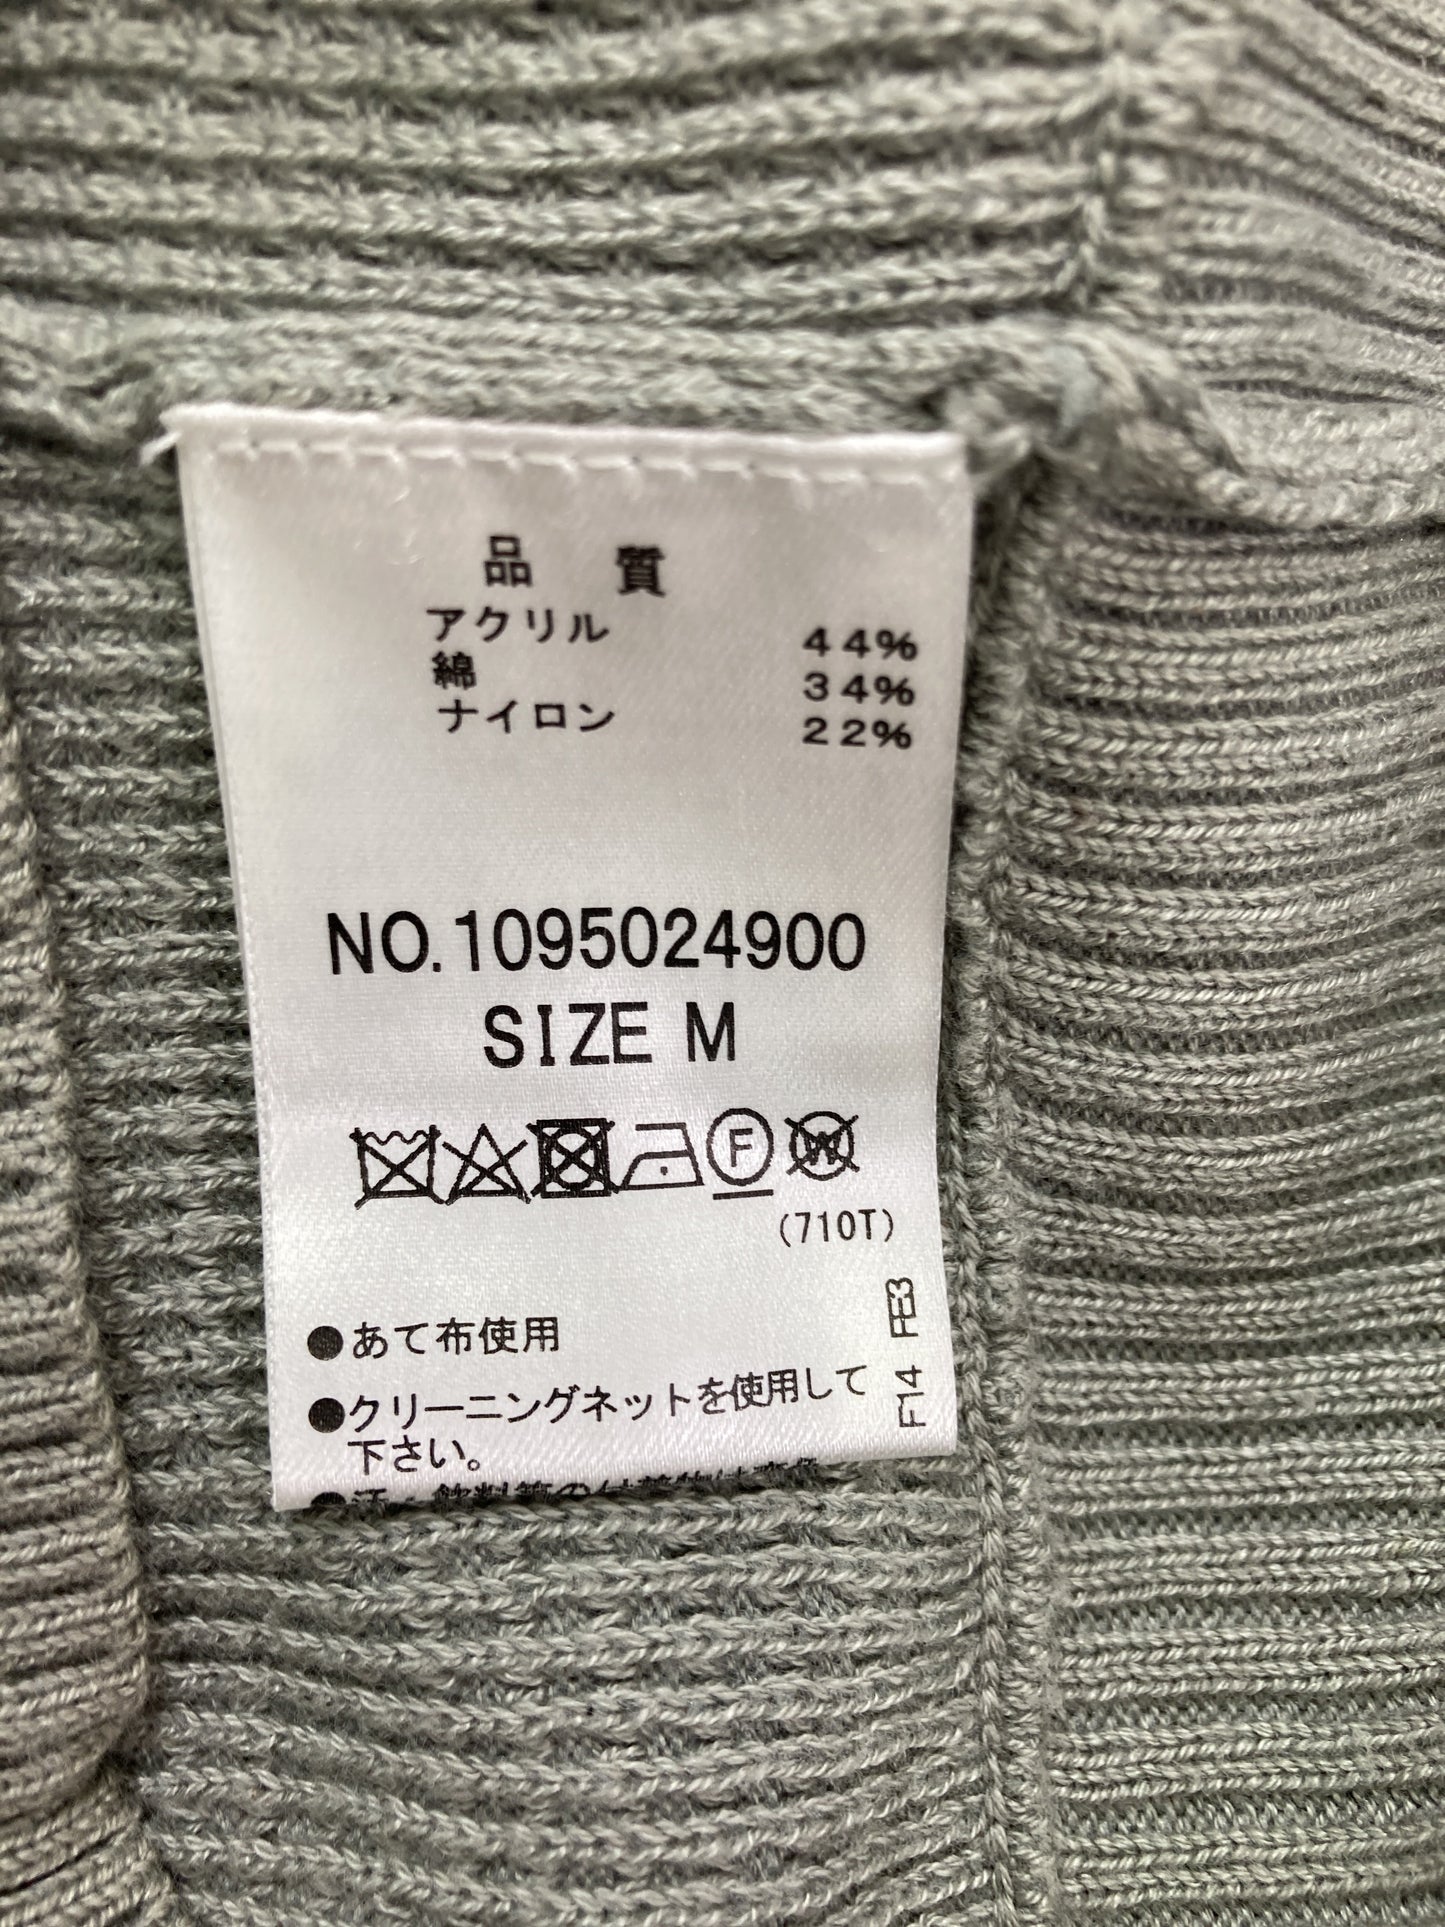 品 質
アクリル 44%
綿 34%
ナイロン 22%
NO.1095024900
SIZE M
F
W
(710T)
●あて布使用
●クリーニングネットを使用して
下さい。
F14 FE3